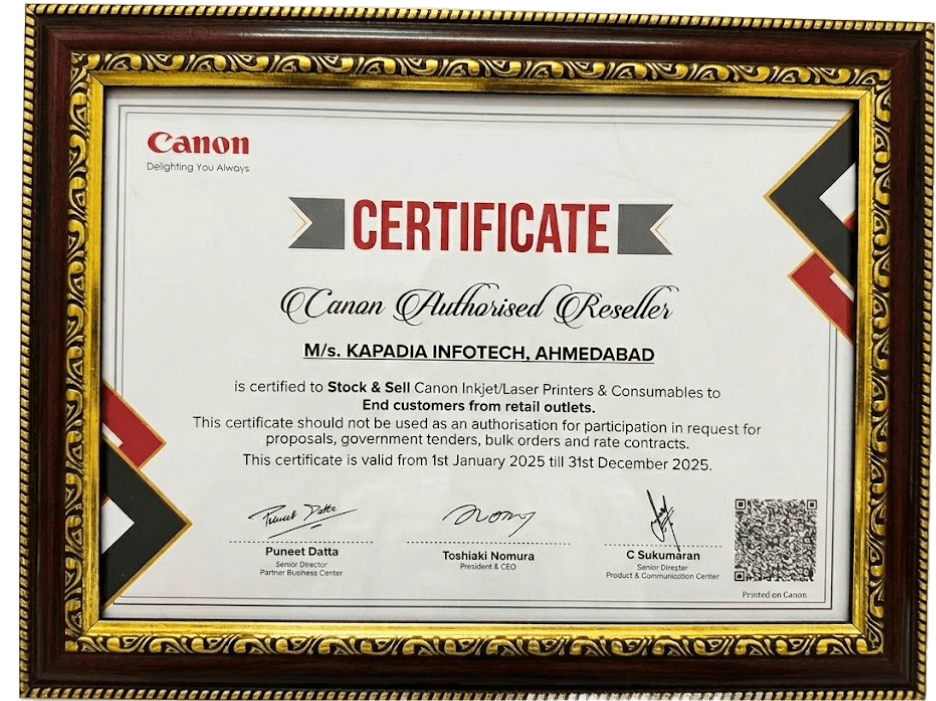 Canon
Delighting You Always
CERTIFICATE
Canon Authorised Reseller
M/s. KAPADIA INFOTECH, AHMEDABAD
is certified to Stock & Sell Canon Inkjet/Laser Printers & Consumables to
End customers from retail outlets.
This certificate should not be used as an authorisation for participation in request for
proposals, government tenders, bulk orders and rate contracts.
This certificate is valid from 1st January 2025 till 31st December 2025.
Puneet Datta
Puneet Datta
Senior Director
Partner Business Center
Toshiaki Nomura
President & CEO
C Sukumaran
Senior Director
Product & Communication Center
Printed on Canon